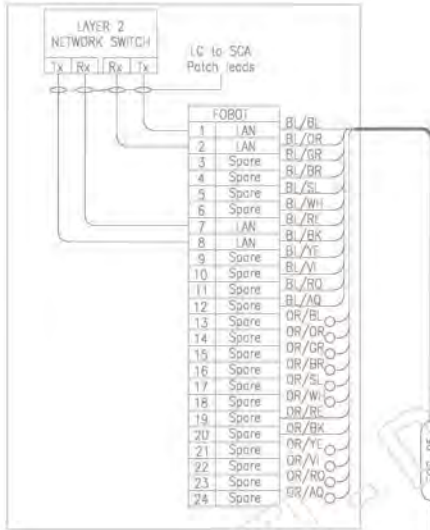 LAYER 2
NETWORK SWITCH
Tx Rx Rx Tx
LC to SCA
Patch leads
FOBOT
1 LAN BL/BL
2 LAN BL/OR
3 Spare BL/GR
4 Spare BL/BR
5 Spare BL/SL
6 Spare BL/WH
7 LAN BL/RE
8 LAN BL/BK
9 Spare BL/YE
10 Spare BL/VI
11 Spare BL/RO
12 Spare BL/AQ
13 Spare OR/BL
14 Spare OR/OR
15 Spare OR/GR
16 Spare OR/BR
17 Spare OR/SL
18 Spare OR/WH
19 Spare OR/RE
20 Spare OR/BK
21 Spare OR/YE
22 Spare OR/VI
23 Spare OR/RO
24 Spare OR/AQ